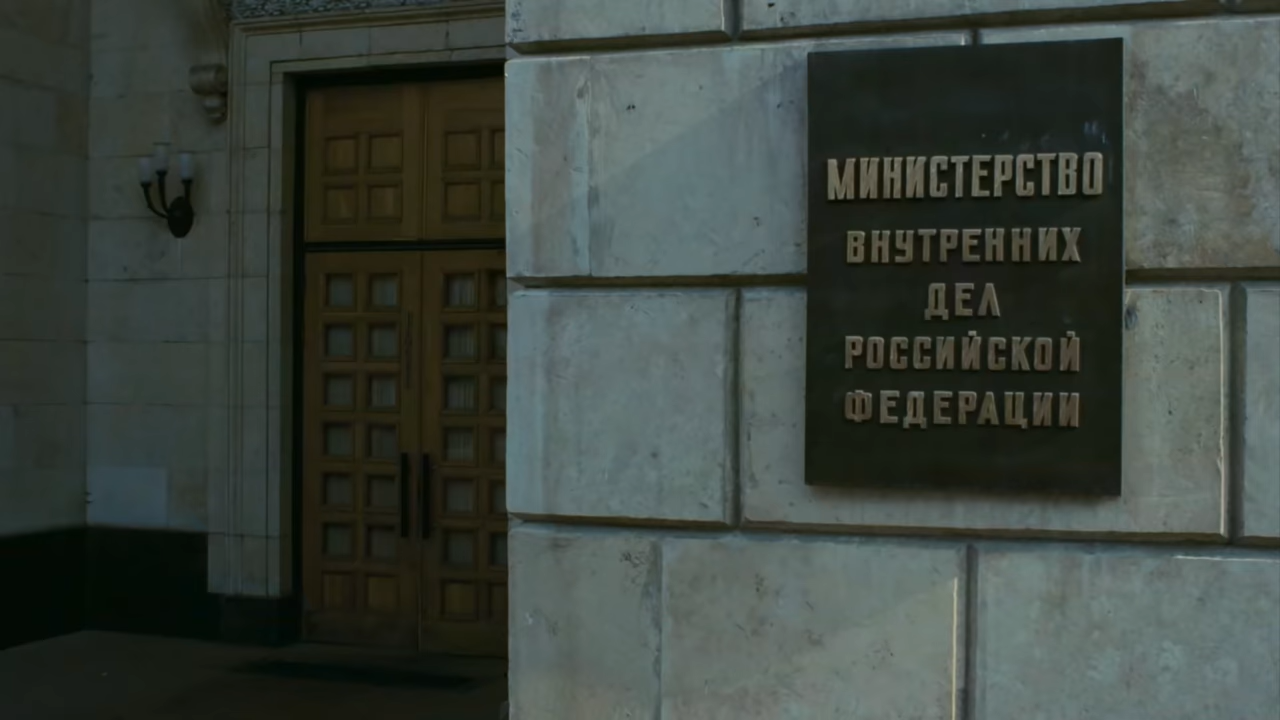 МИНИСТЕРСТВО
ВНУТРЕННИХ
ДЕЛ
РОССИЙСКОЙ
ФЕДЕРАЦИИ